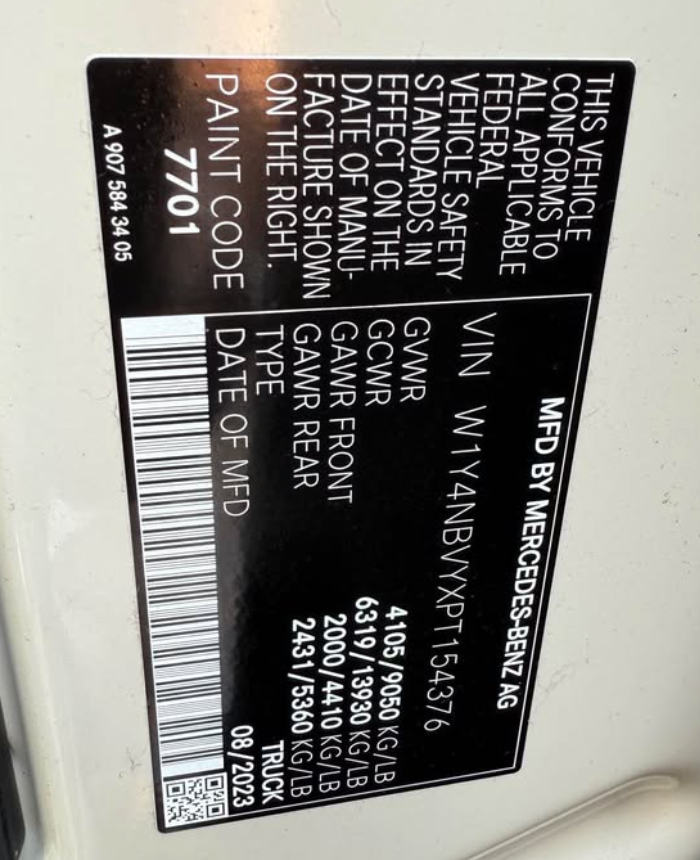 THIS VEHICLE
CONFORMS TO
ALL APPLICABLE
FEDERAL
VEHICLE SAFETY
STANDARDS IN
EFFECT ON THE
DATE OF MANU-
FACTURE SHOWN
ON THE RIGHT.
PAINT CODE
7701
A 907 584 34 05
MFD BY MERCEDES-BENZ AG
VIN W1Y4NBVYXPT154376
GVWR 4105/9050 KG/LB
GCWR 6319/13930 KG/LB
GAWR FRONT 2000/4410 KG/LB
GAWR REAR 2431/5360 KG/LB
TYPE TRUCK
DATE OF MFD 08/2023